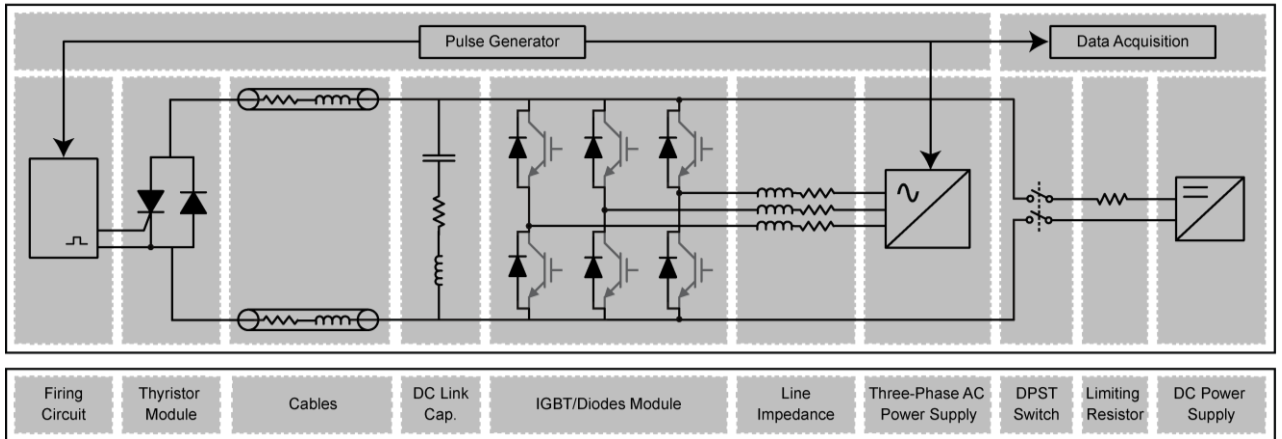 Pulse Generator
Data Acquisition
Firing
Circuit
Thyristor
Module
Cables
DC Link
Cap.
IGBT/Diodes Module
Line
Impedance
Three-Phase AC
Power Supply
DPST
Switch
Limiting
Resistor
DC Power
Supply